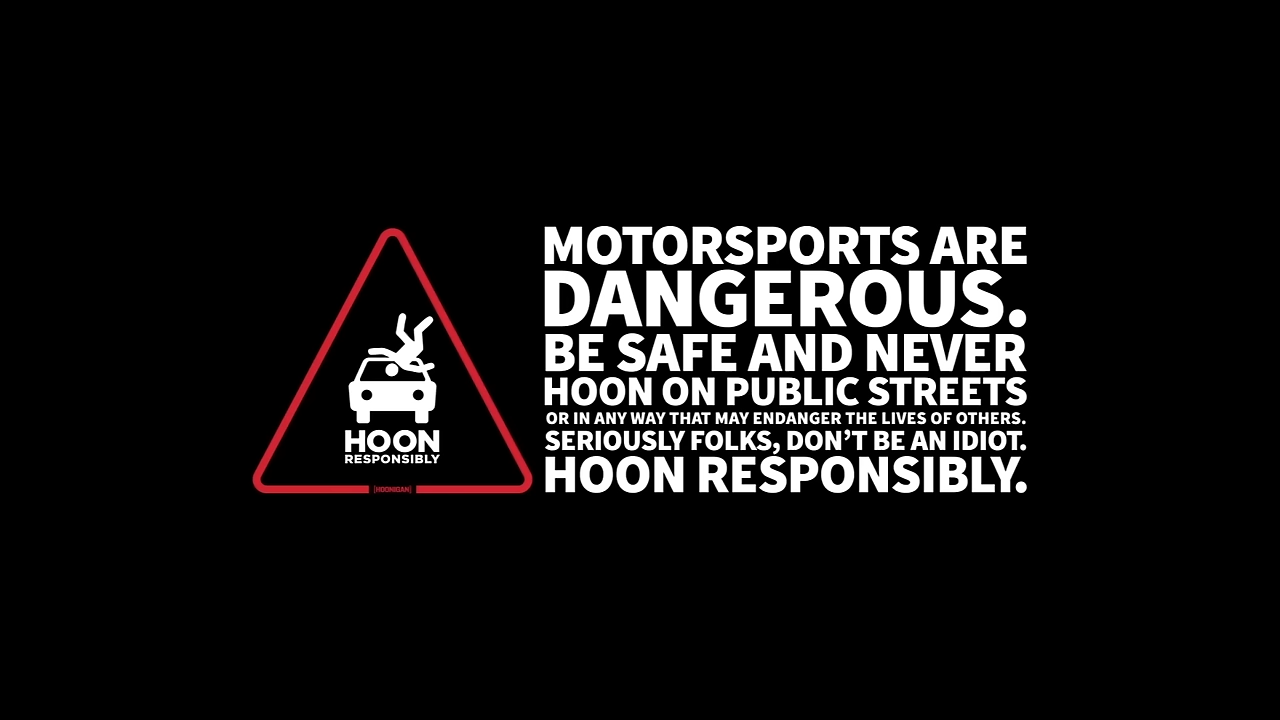 HOON
RESPONSIBLY
[HOONIGAN]
MOTORSPORTS ARE
DANGEROUS.
BE SAFE AND NEVER
HOON ON PUBLIC STREETS
OR IN ANY WAY THAT MAY ENDANGER THE LIVES OF OTHERS.
SERIOUSLY FOLKS, DON’T BE AN IDIOT.
HOON RESPONSIBLY.